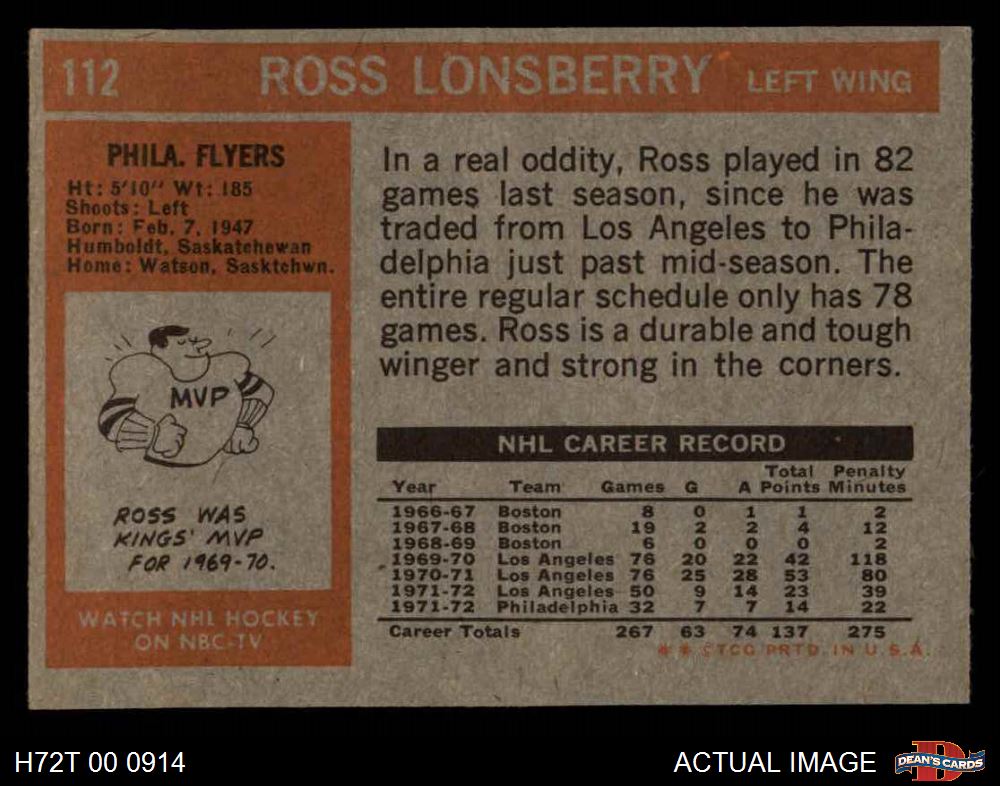 112 ROSS LONSBERRY LEFT WING
PHILA. FLYERS
Ht: 5'10" Wt: 185
Shoots: Left
Born: Feb. 7, 1947
Humboldt, Saskatchewan
Home: Watson, Sasktchwn.
MVP
ROSS WAS
KINGS' MVP
FOR 1969-70.
WATCH NHL HOCKEY
ON NBC-TV
In a real oddity, Ross played in 82
games last season, since he was
traded from Los Angeles to Phila-
delphia just past mid-season. The
entire regular schedule only has 78
games. Ross is a durable and tough
winger and strong in the corners.
NHL CAREER RECORD
Total Penalty
Year Team Games G A Points Minutes
1966-67 Boston 8 0 1 1 2
1967-68 Boston 19 2 2 4 12
1968-69 Boston 6 0 0 0 2
1969-70 Los Angeles 76 20 22 42 118
1970-71 Los Angeles 76 25 28 53 80
1971-72 Los Angeles 50 9 14 23 39
1971-72 Philadelphia 32 7 7 14 22
Career Totals 267 63 74 137 275
* * ©TCG PRTD. IN U.S.A.
H72T 00 0914 ACTUAL IMAGE
D
DEAN'S CARDS